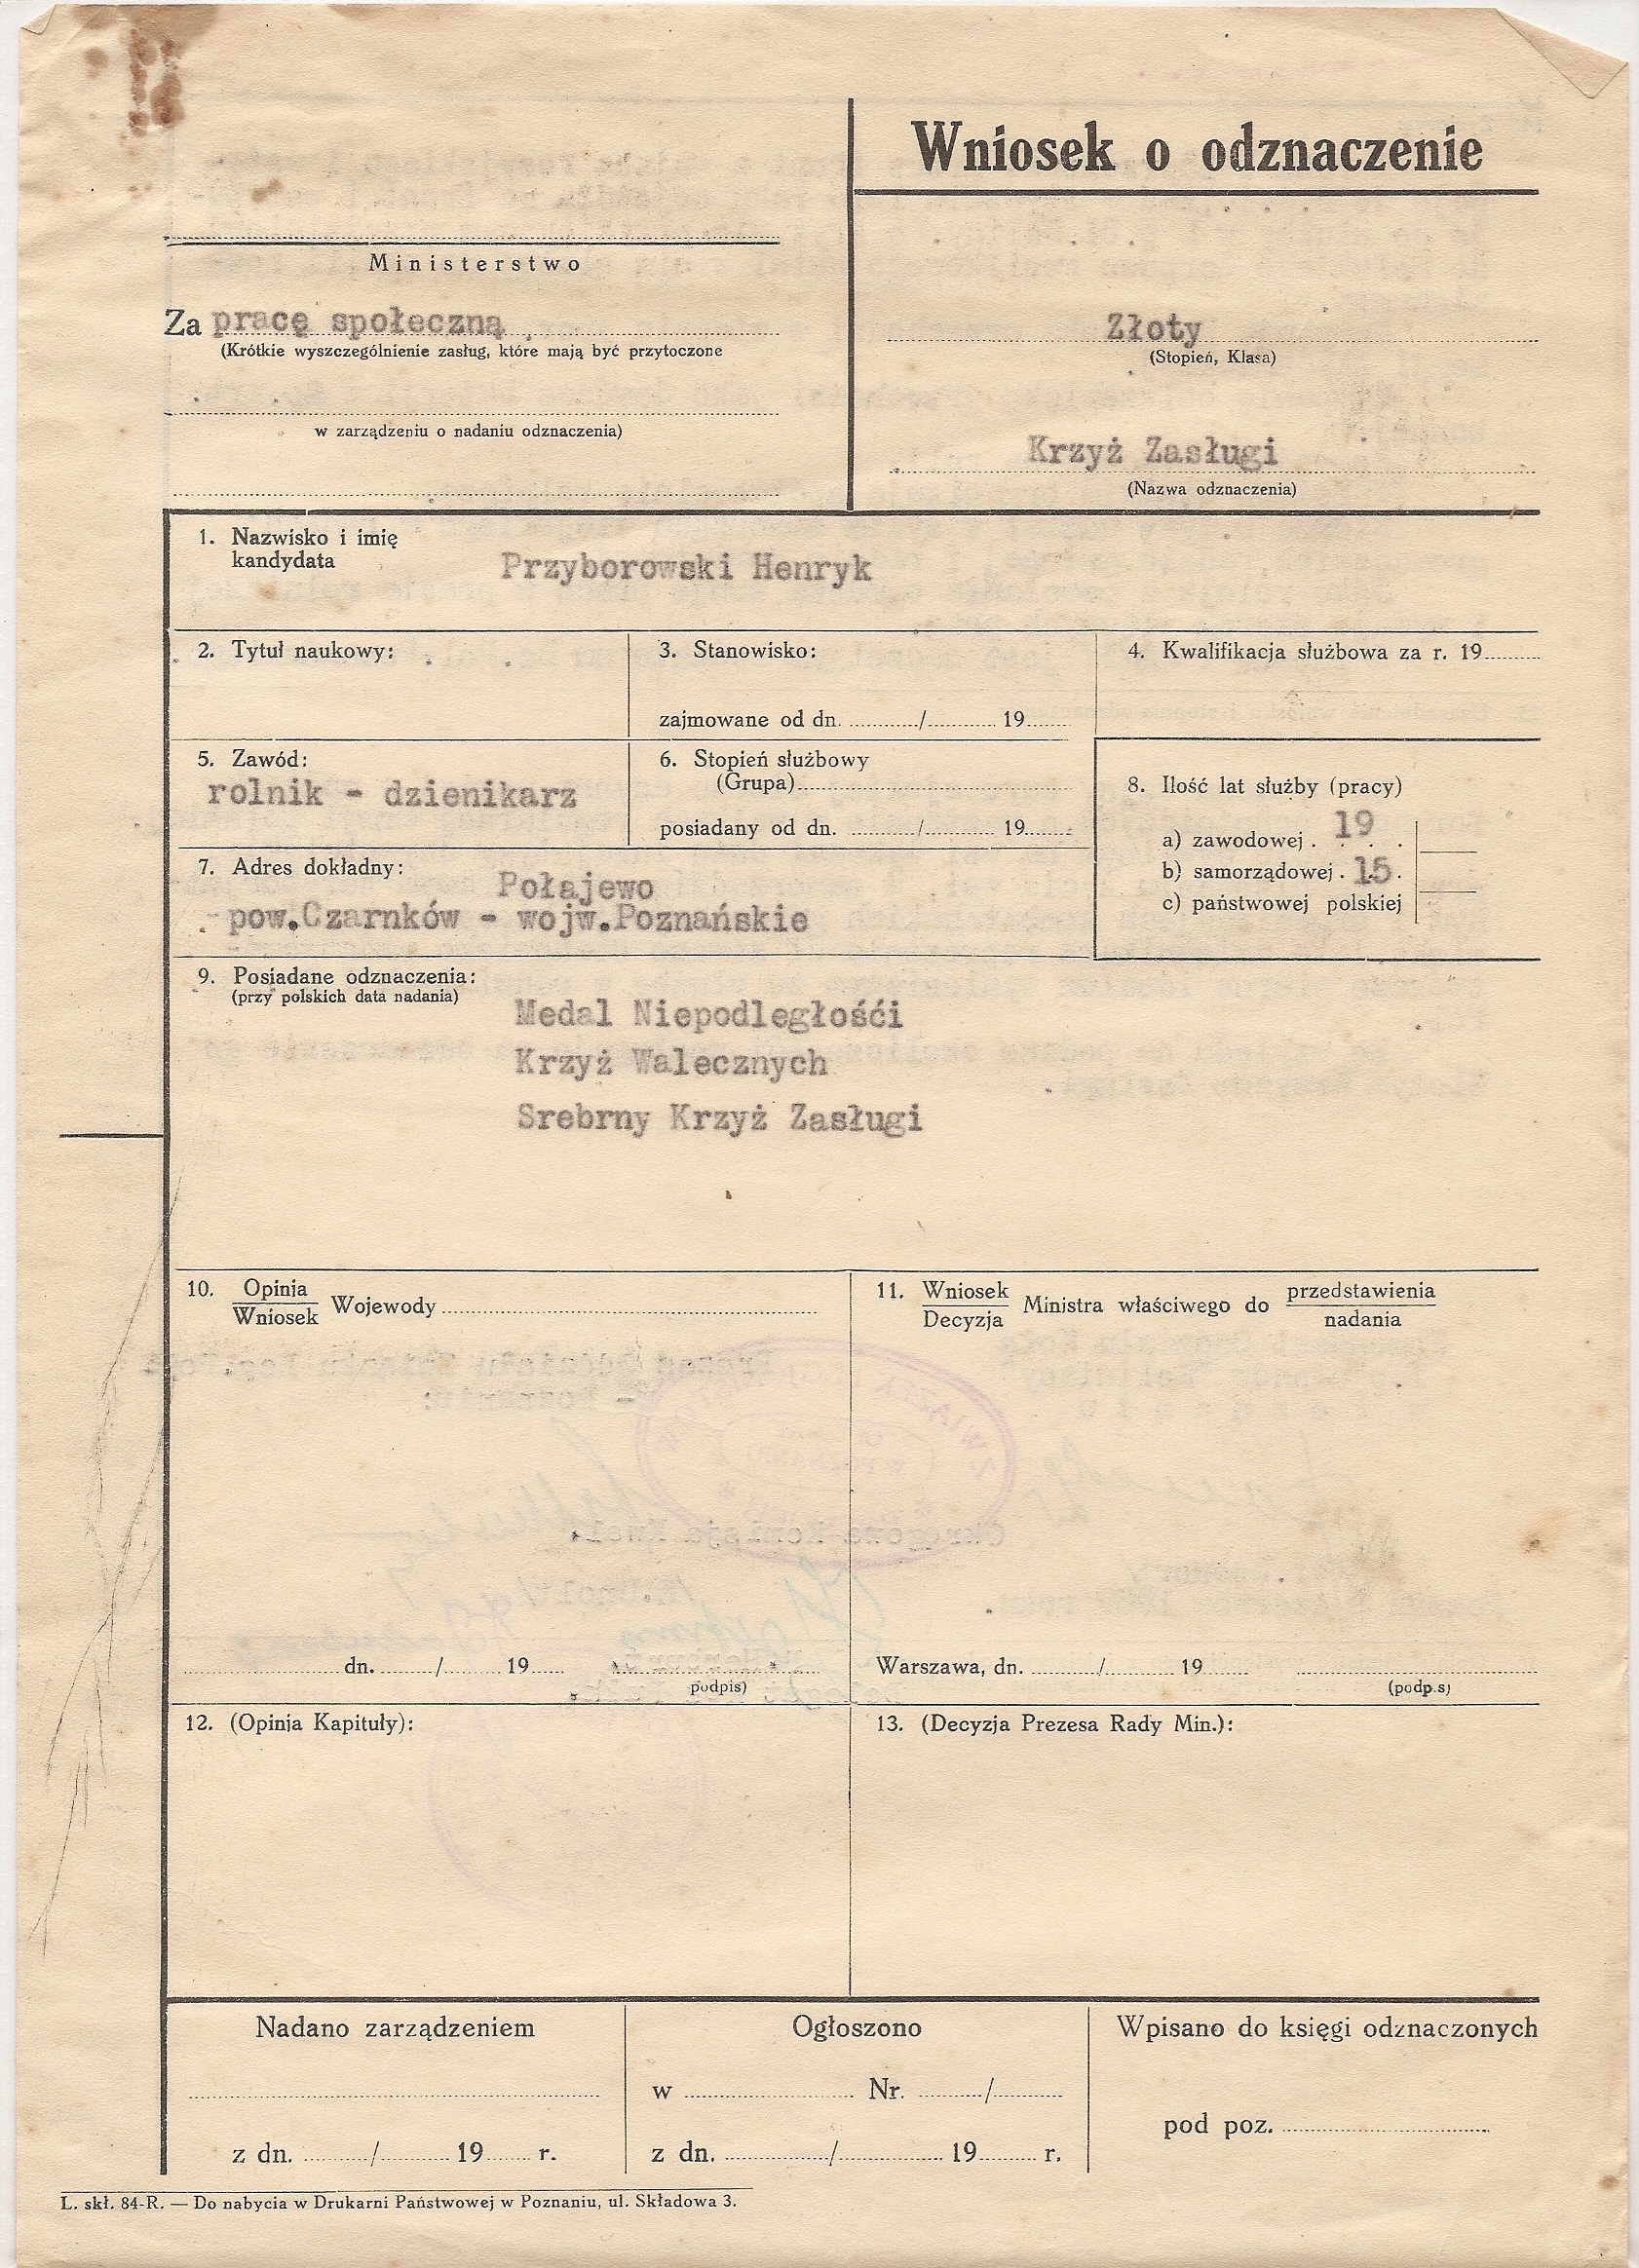 Wniosek o odznaczenie
Ministerstwo
Za pracę społeczną
(Krótkie wyszczególnienie zasług, które mają być przytoczone
w zarządzeniu o nadaniu odznaczenia)
Złoty
(Stopień, Klasa)
Krzyż Zasługi
(Nazwa odznaczenia)
1. Nazwisko i imię
kandydata
Przyborowski Henryk
2. Tytuł naukowy:
3. Stanowisko:
zajmowane od dn. ........../.......... 19......
4. Kwalifikacja służbowa za r. 19........
5. Zawód:
rolnik - dzienikarz
6. Stopień służbowy
(Grupa)..........
posiadany od dn. ........../.......... 19......
7. Adres dokładny:
Połajewo
pow.Czarnków - wojw.Poznańskie
8. Ilość lat służby (pracy)
a) zawodowej . 19 .
b) samorządowej . 15 .
c) państwowej polskiej
9. Posiadane odznaczenia:
(przy polskich data nadania)
Medal Niepodległośći
Krzyż Walecznych
Srebrny Krzyż Zasługi
10. Opinja
Wniosek
Wojewody..........
dn. ......../........ 19......
podpis)
11. Wniosek
Decyzja
Ministra właściwego do
przedstawienia
nadania
Warszawa, dn. ........../.......... 19......
(podp.s)
12. (Opinja Kapituły):
13. (Decyzja Prezesa Rady Min.):
Nadano zarządzeniem
z dn. ........../.......... 19...... r.
Ogłoszono
w .......... Nr. ........../..........
z dn. ........../.......... 19...... r.
Wpisano do księgi odznaczonych
pod poz. ..........
L. skł. 84-R. — Do nabycia w Drukarni Państwowej w Poznaniu, ul. Składowa 3.